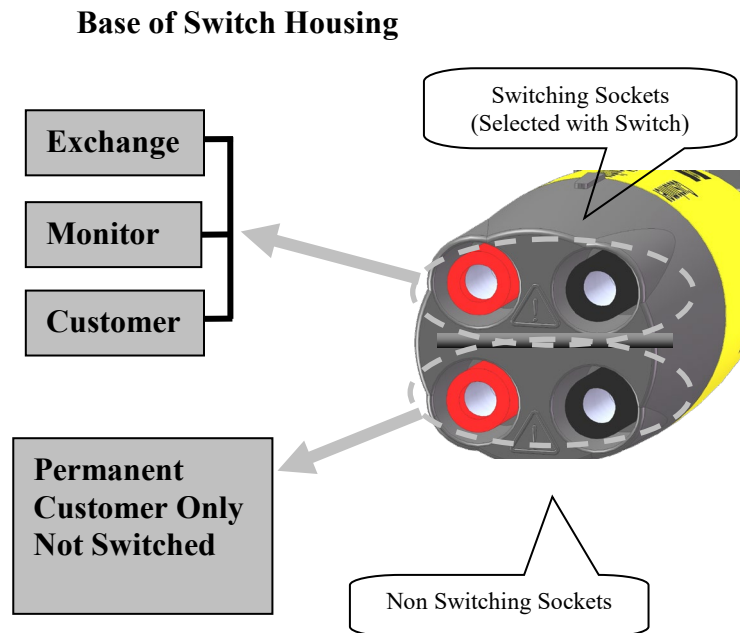 Base of Switch Housing
Switching Sockets
(Selected with Switch)
Exchange
Monitor
Customer
Permanent
Customer Only
Not Switched
Non Switching Sockets